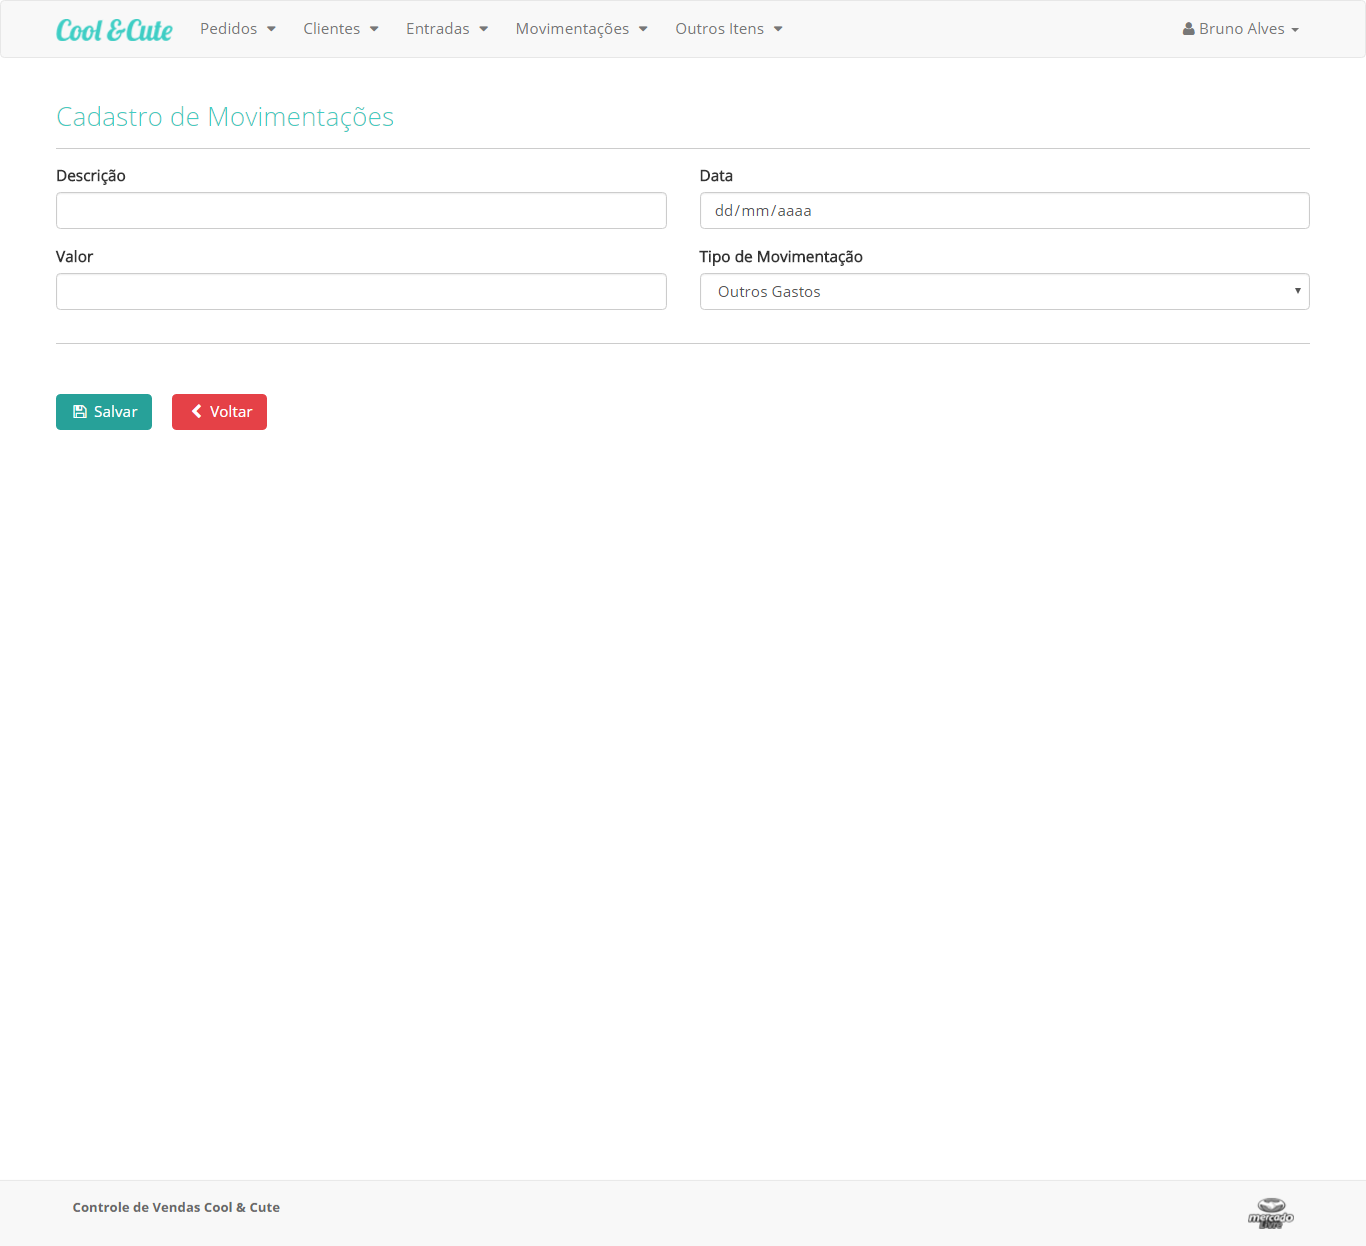 Cool &Cute Pedidos Clientes Entradas Movimentações Outros Itens Bruno Alves
Cadastro de Movimentações
Descrição Data
dd/mm/aaaa
Valor Tipo de Movimentação
Outros Gastos
Salvar Voltar
Controle de Vendas Cool & Cute
mercado
livre